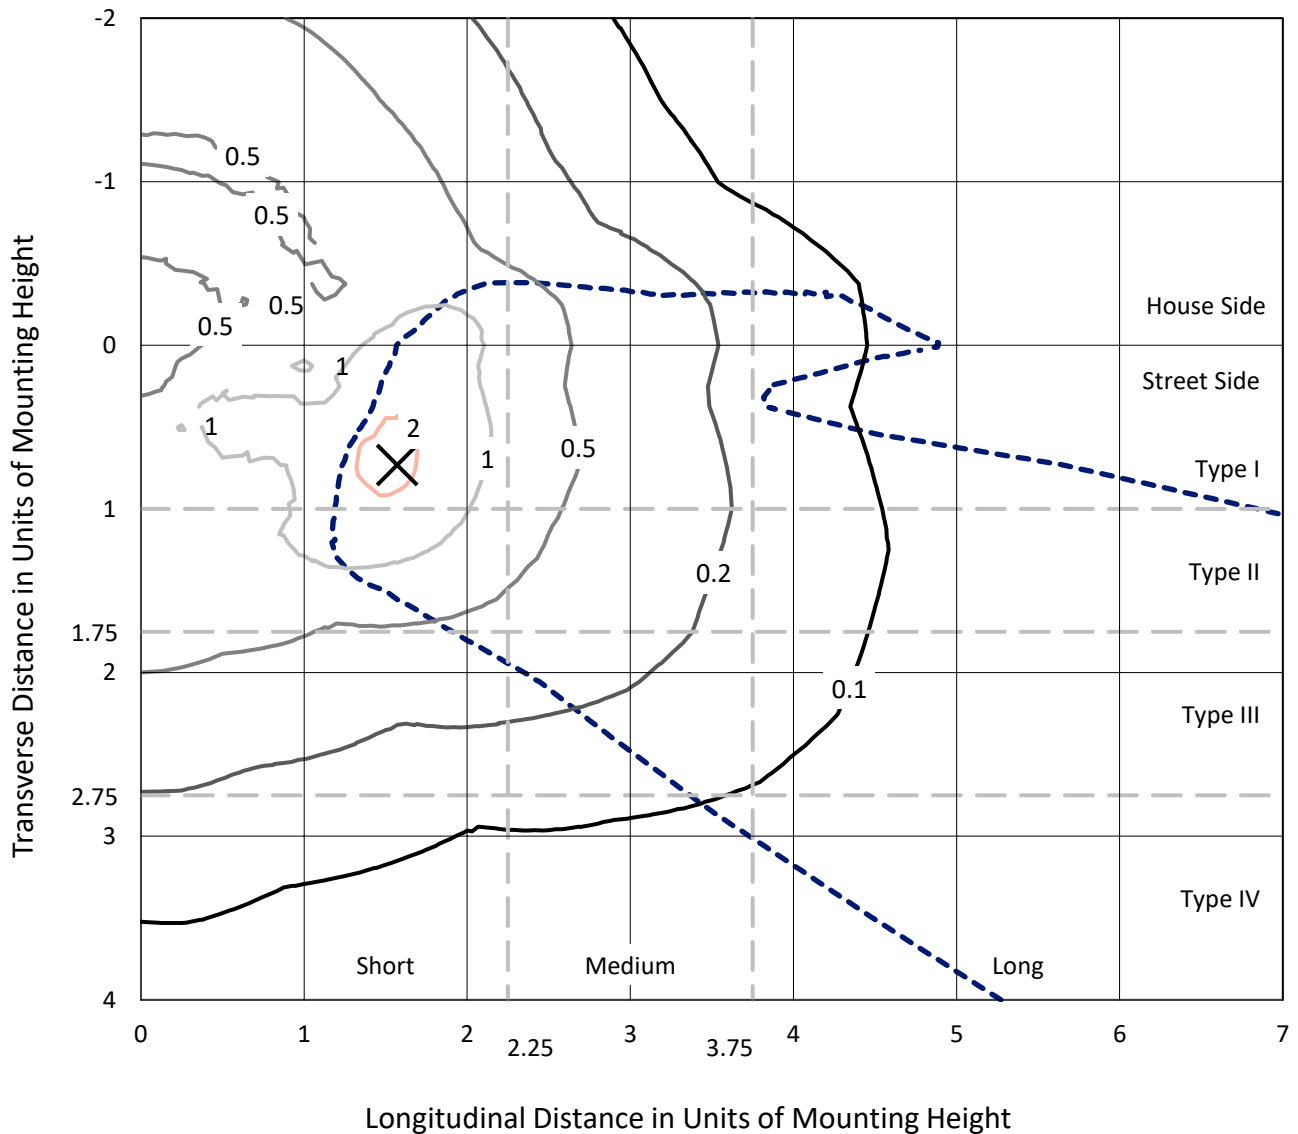 -2
0.5
-1
0.5
0.5
House Side
0.5
0
1
Street Side
2
1
0.5
1
Type I
1
0.2
Type II
1.75
2
0.1
Type III
2.75
3
Type IV
Short
Medium
Long
4
0
1
2
2.25
3
3.75
4
5
6
7
Transverse Distance in Units of Mounting Height
Longitudinal Distance in Units of Mounting Height